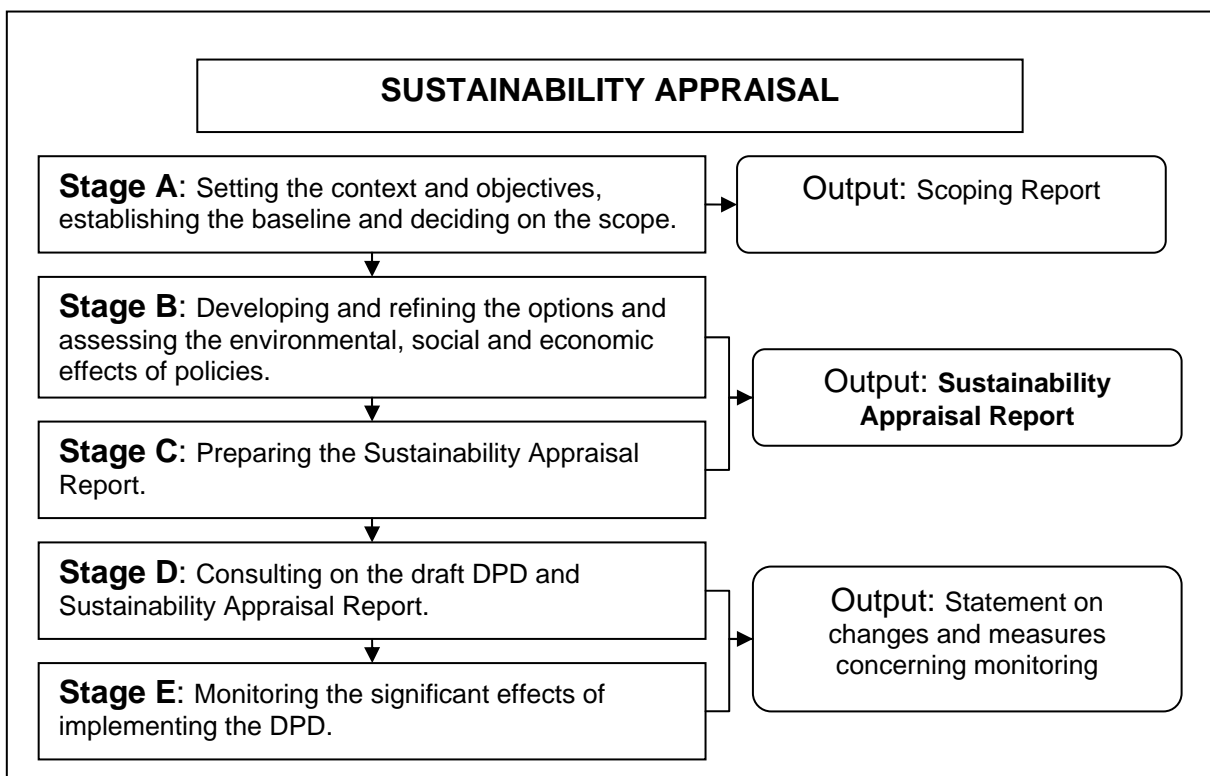 SUSTAINABILITY APPRAISAL
Stage A: Setting the context and objectives,
establishing the baseline and deciding on the scope.
Output: Scoping Report
Stage B: Developing and refining the options and
assessing the environmental, social and economic
effects of policies.
Output: Sustainability
Appraisal Report
Stage C: Preparing the Sustainability Appraisal
Report.
Stage D: Consulting on the draft DPD and
Sustainability Appraisal Report.
Output: Statement on
changes and measures
concerning monitoring
Stage E: Monitoring the significant effects of
implementing the DPD.